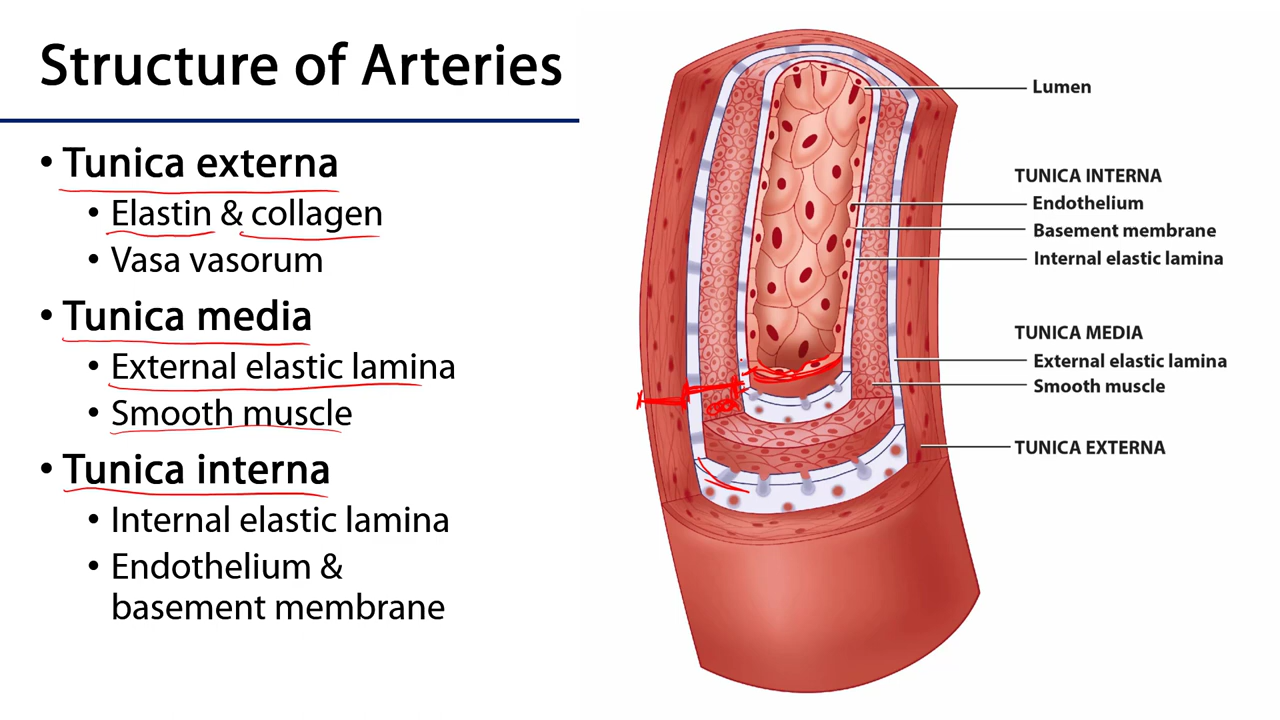 Structure of Arteries
• Tunica externa
• Elastin & collagen
• Vasa vasorum
• Tunica media
• External elastic lamina
• Smooth muscle
• Tunica interna
• Internal elastic lamina
• Endothelium &
basement membrane
Lumen
TUNICA INTERNA
Endothelium
Basement membrane
Internal elastic lamina
TUNICA MEDIA
External elastic lamina
Smooth muscle
TUNICA EXTERNA